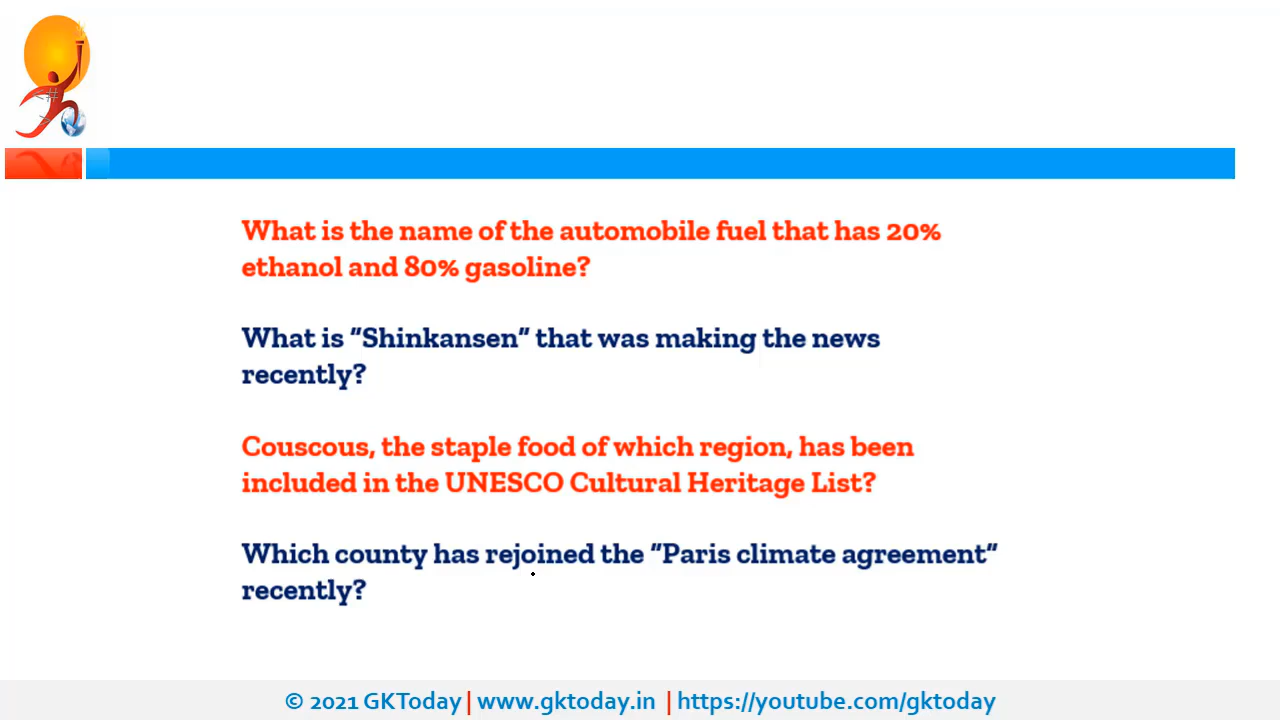 What is the name of the automobile fuel that has 20%
ethanol and 80% gasoline?
What is "Shinkansen" that was making the news
recently?
Couscous, the staple food of which region, has been
included in the UNESCO Cultural Heritage List?
Which county has rejoined the "Paris climate agreement"
recently?
© 2021 GKToday | www.gktoday.in | https://youtube.com/gktoday